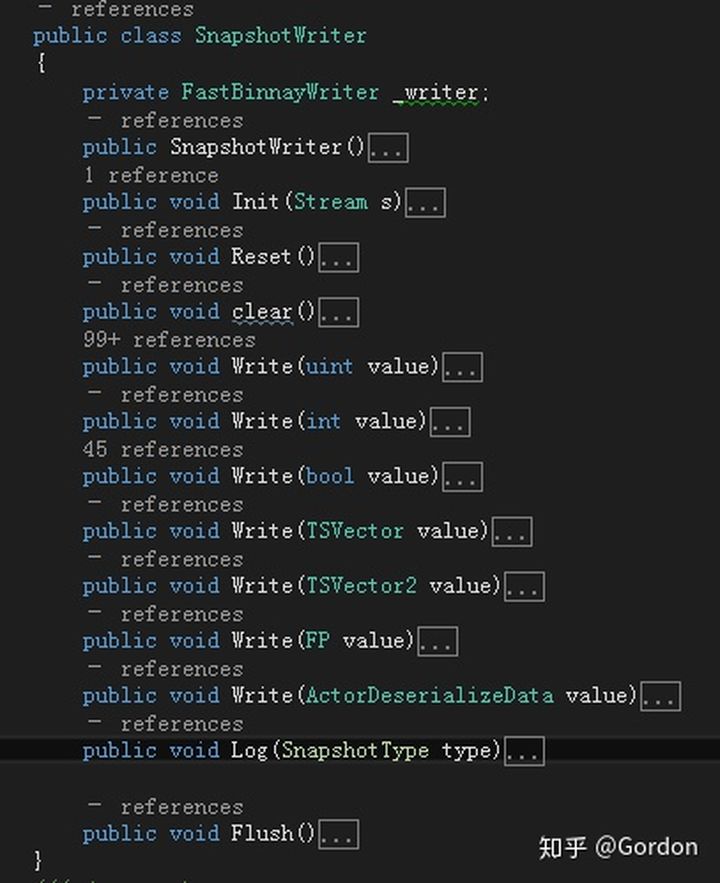 — references
public class SnapshotWriter
{
private FastBinnayWriter _writer;
— references
public SnapshotWriter()...
1 reference
public void Init(Stream s)...
— references
public void Reset()...
— references
public void clear()...
99+ references
public void Write(uint value)...
— references
public void Write(int value)...
45 references
public void Write(bool value)...
— references
public void Write(TSVector value)...
— references
public void Write(TSVector2 value)...
— references
public void Write(FP value)...
— references
public void Write(ActorDeserializeData value)...
— references
public void Log(SnapshotType type)...
— references
public void Flush()...
知乎 @Gordon
}